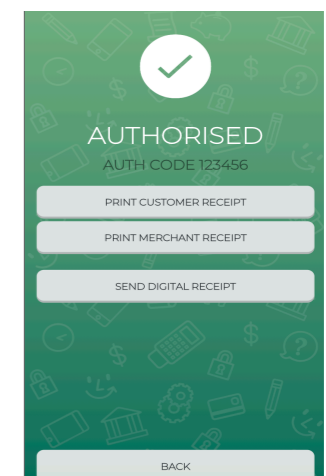 AUTHORISED
AUTH CODE 123456
PRINT CUSTOMER RECEIPT
PRINT MERCHANT RECEIPT
SEND DIGITAL RECEIPT
BACK